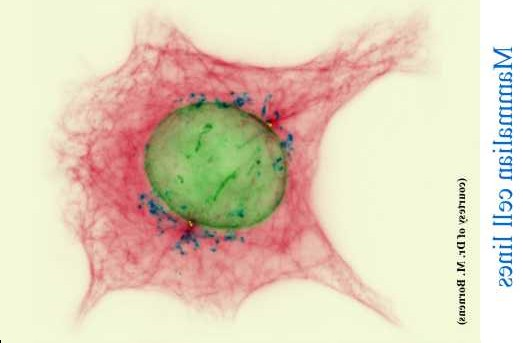 Mammalian cell lines
(courtesy of Dr. N. Bornens)